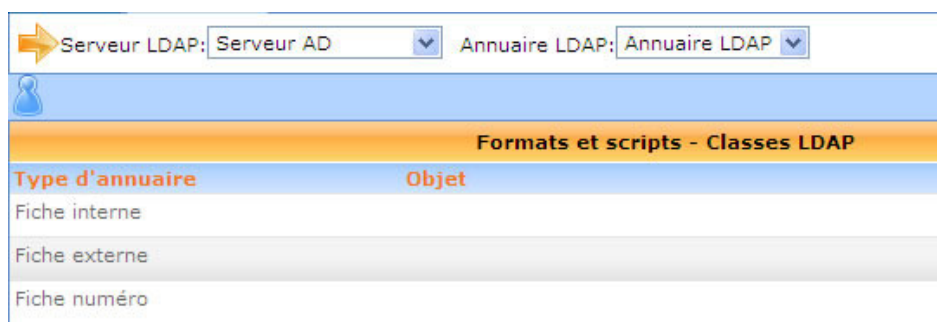 Serveur LDAP: Serveur AD Annuaire LDAP: Annuaire LDAP
Formats et scripts - Classes LDAP
Type d'annuaire Objet
Fiche interne
Fiche externe
Fiche numéro